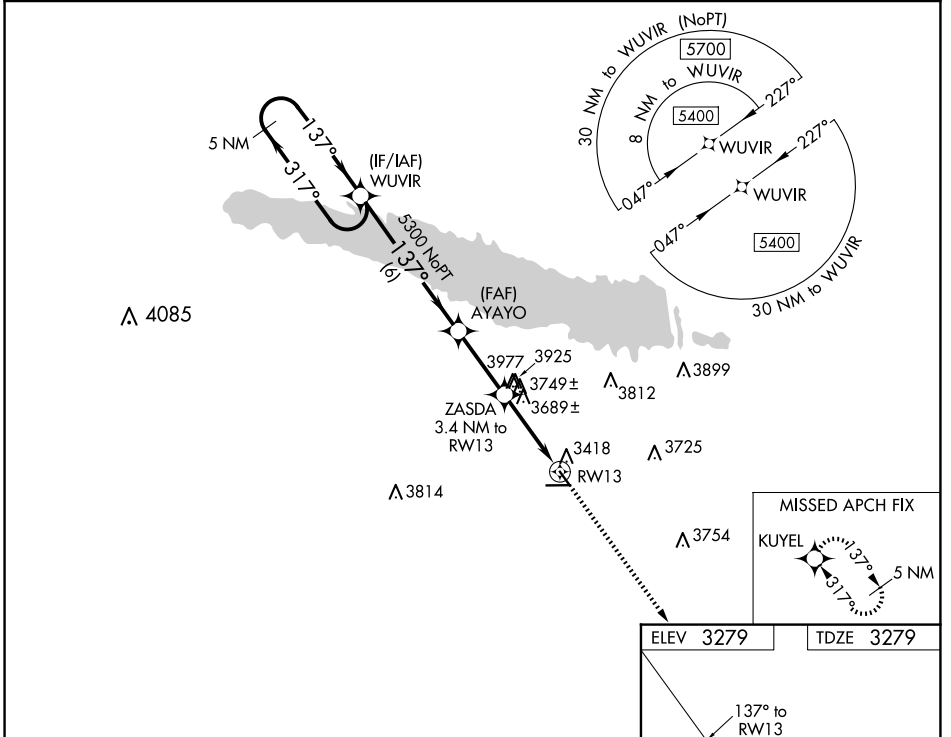 30 NM to WUVIR (NoPT)
5700
8 NM to WUVIR
5400
227°
047°
WUVIR
227°
047°
WUVIR
5400
30 NM to WUVIR
5 NM
137°
317°
(IF/IAF)
WUVIR
5300 NoPT
137°
(6)
(FAF)
AYAYO
4085
3977
3925
3749±
3689±
3812
3899
ZASDA
3.4 NM to
RW13
3418
3725
RW13
3814
3754
MISSED APCH FIX
KUYEL
137°
317°
5 NM
ELEV 3279
TDZE 3279
137° to
RW13